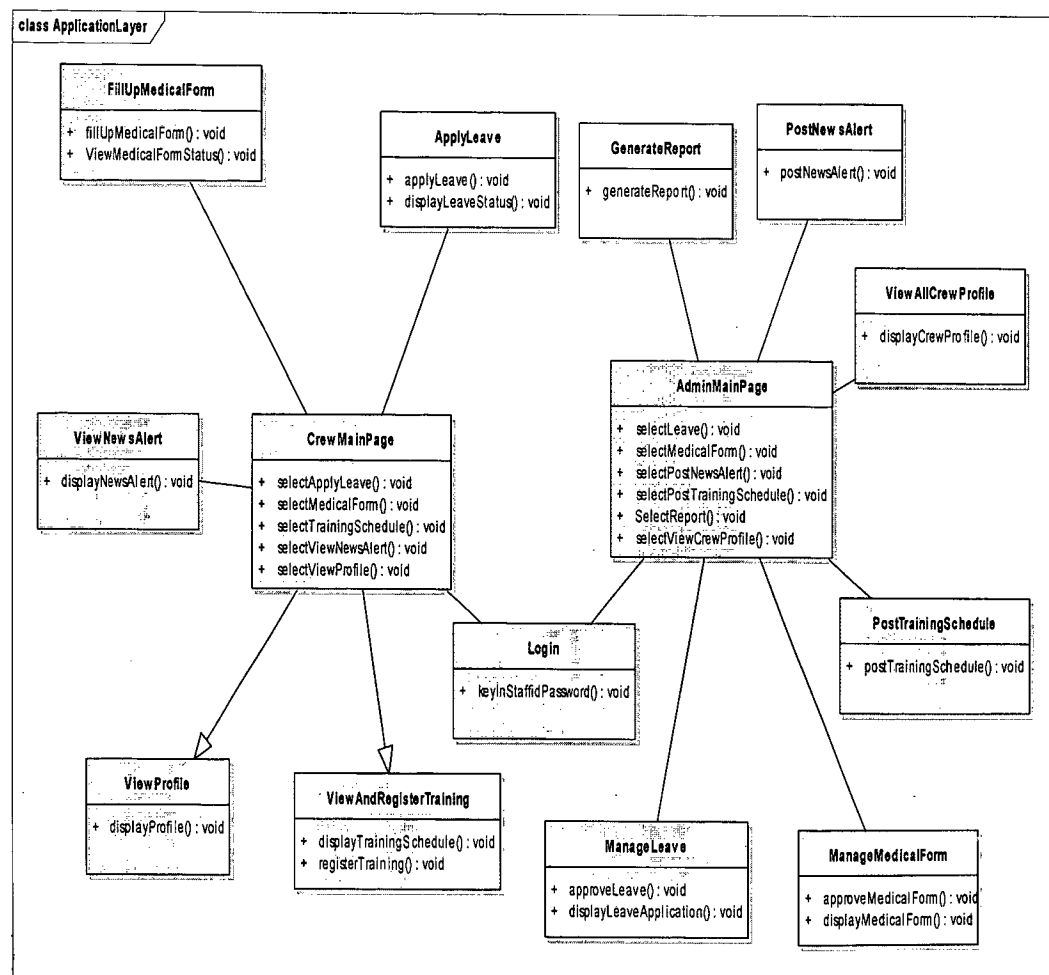 class ApplicationLayer
FillUpMedicalForm
+ fillUpMedicalForm() : void
+ ViewMedicalFormStatus() : void
ApplyLeave
+ applyLeave() : void
+ displayLeaveStatus() : void
GenerateReport
+ generateReport() : void
PostNewsAlert
+ postNewsAlert() : void
ViewAllCrewProfile
+ displayCrewProfile() : void
AdminMainPage
+ selectLeave() : void
+ selectMedicalForm() : void
+ selectPostNewsAlert() : void
+ selectPostTrainingSchedule() : void
+ SelectReport() : void
+ selectViewCrewProfile() : void
ViewNewsAlert
+ displayNewsAlert() : void
CrewMainPage
+ selectApplyLeave() : void
+ selectMedicalForm() : void
+ selectTrainingSchedule() : void
+ selectViewNewsAlert() : void
+ selectViewProfile() : void
Login
+ keyInStaffidPassword() : void
PostTrainingSchedule
+ postTrainingSchedule() : void
ViewProfile
+ displayProfile() : void
ViewAndRegisterTraining
+ displayTrainingSchedule() : void
+ registerTraining() : void
ManageLeave
+ approveLeave() : void
+ displayLeaveApplication() : void
ManageMedicalForm
+ approveMedicalForm() : void
+ displayMedicalForm() : void